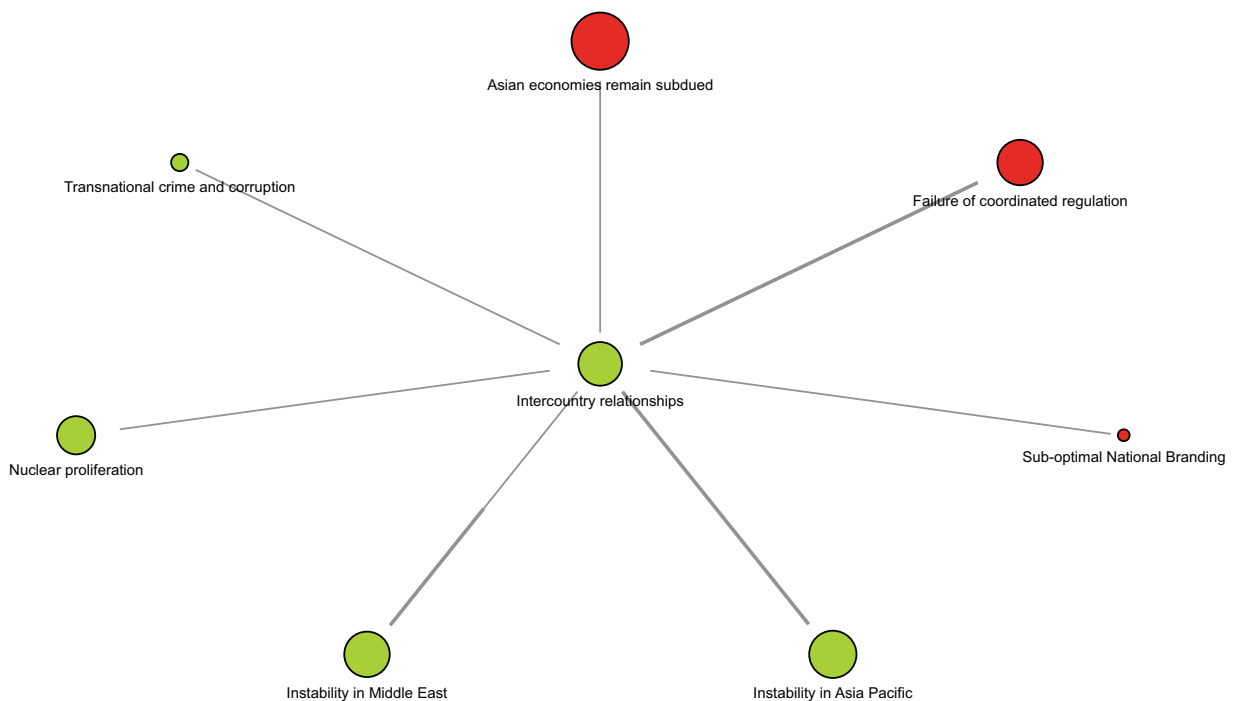 Asian economies remain subdued
Transnational crime and corruption
Failure of coordinated regulation
Intercountry relationships
Nuclear proliferation
Sub-optimal National Branding
Instability in Middle East
Instability in Asia Pacific